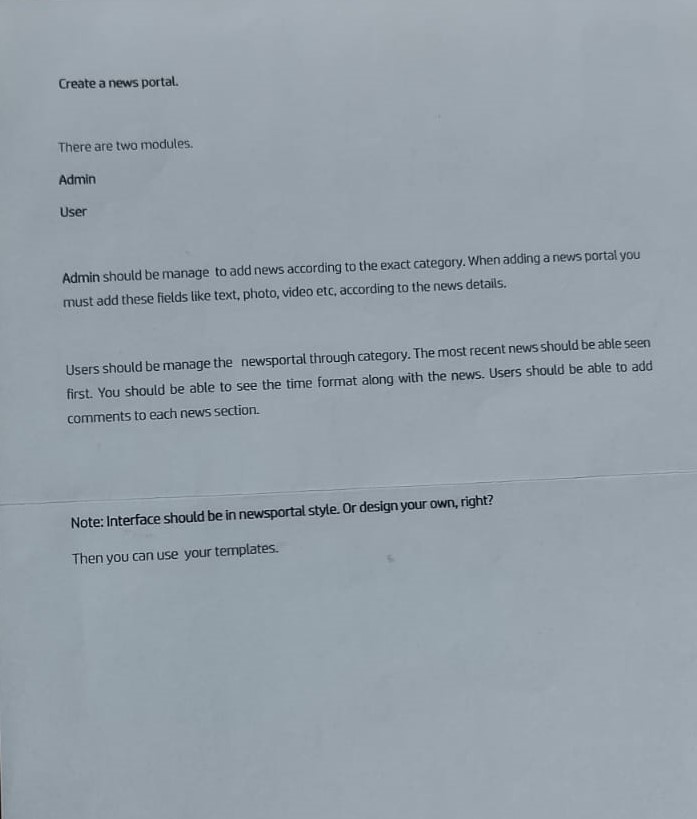 Create a news portal.
There are two modules.
Admin
User
Admin should be manage to add news according to the exact category. When adding a news portal you
must add these fields like text, photo, video etc, according to the news details.
Users should be manage the newsportal through category. The most recent news should be able seen
first. You should be able to see the time format along with the news. Users should be able to add
comments to each news section.
Note: Interface should be in newsportal style. Or design your own, right?
Then you can use your templates.